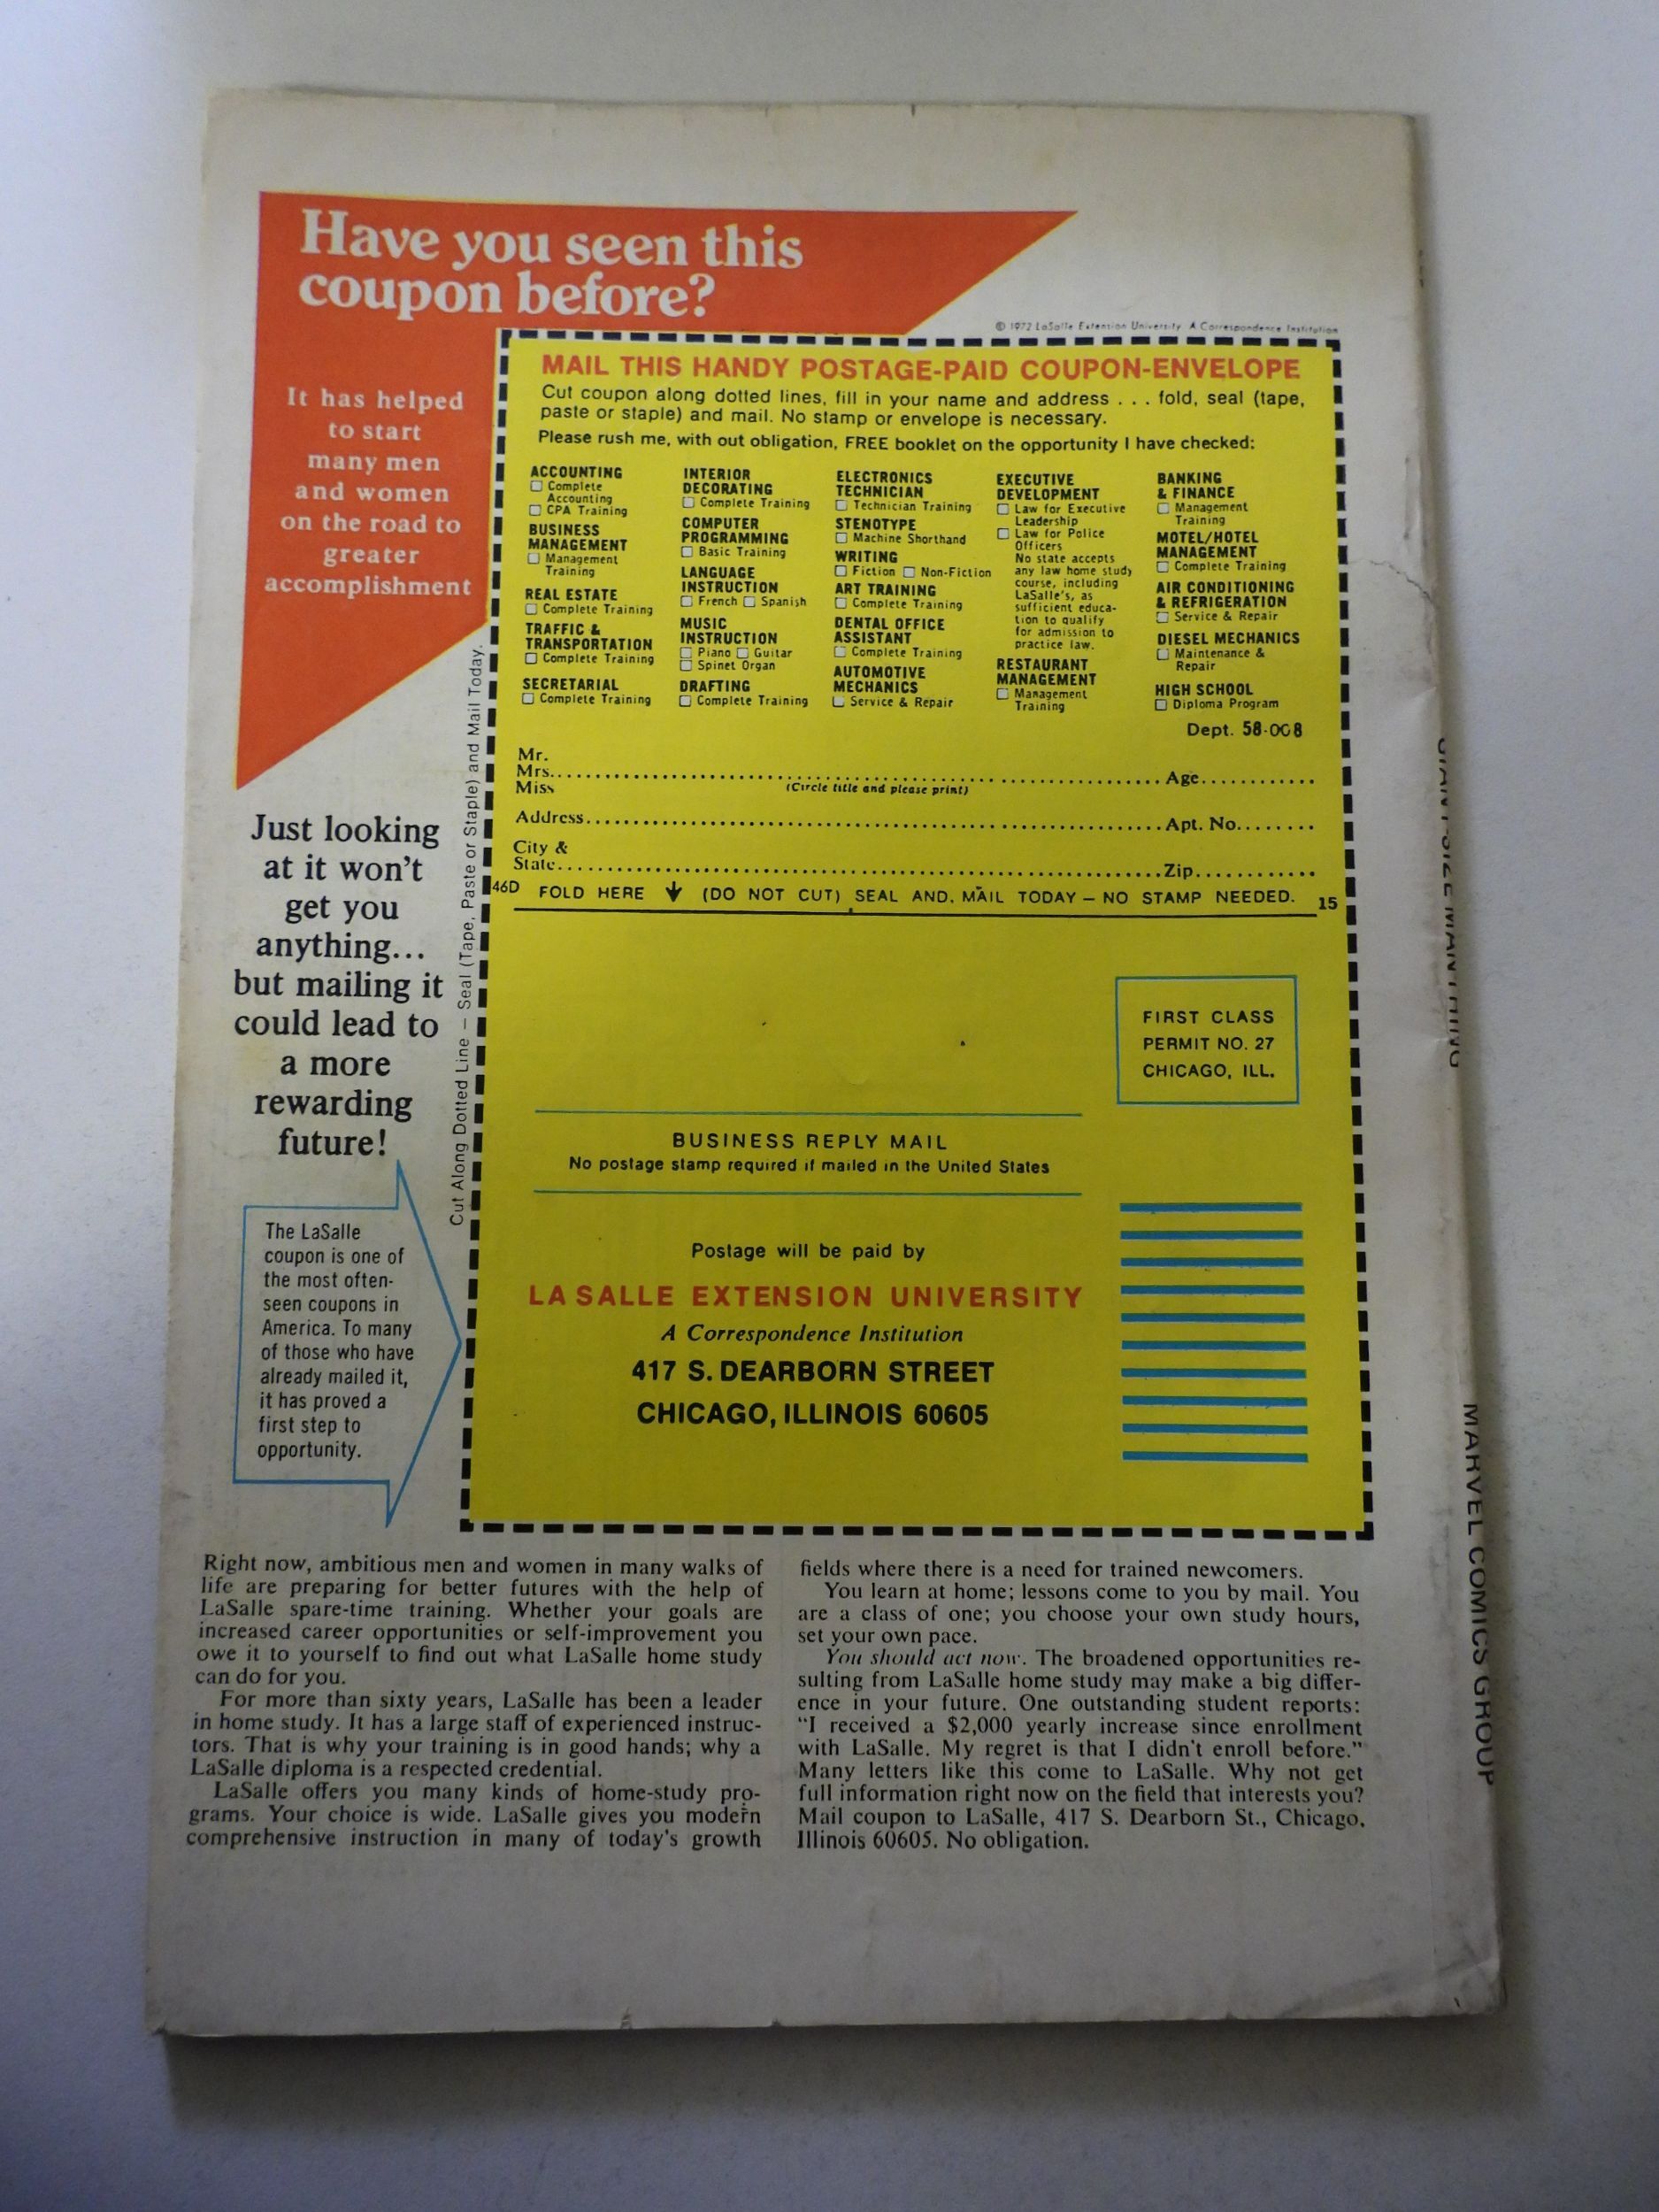 Have you seen this
coupon before?
It has helped
to start
many men
and women
on the road to
greater
accomplishment
© 1972 LaSalle Extension University A Correspondence Institution
MAIL THIS HANDY POSTAGE-PAID COUPON-ENVELOPE
Cut coupon along dotted lines, fill in your name and address . . . fold, seal (tape,
paste or staple) and mail. No stamp or envelope is necessary.
Please rush me, with out obligation, FREE booklet on the opportunity I have checked:
ACCOUNTING
Complete
Accounting
CPA Training
BUSINESS
MANAGEMENT
Management
Training
REAL ESTATE
Complete Training
TRAFFIC &
TRANSPORTATION
Complete Training
SECRETARIAL
Complete Training
INTERIOR
DECORATING
Complete Training
COMPUTER
PROGRAMMING
Basic Training
LANGUAGE
INSTRUCTION
French Spanish
MUSIC
INSTRUCTION
Piano Guitar
Spinet Organ
DRAFTING
Complete Training
ELECTRONICS
TECHNICIAN
Technician Training
STENOTYPE
Machine Shorthand
WRITING
Fiction Non-Fiction
ART TRAINING
Complete Training
DENTAL OFFICE
ASSISTANT
Complete Training
AUTOMOTIVE
MECHANICS
Service & Repair
EXECUTIVE
DEVELOPMENT
Law for Executive
Leadership
Law for Police
Officers
No state accepts
any law home study
course, including
LaSalle's, as
sufficient educa-
tion to qualify
for admission to
practice law.
RESTAURANT
MANAGEMENT
Management
Training
BANKING
& FINANCE
Management
Training
MOTEL/HOTEL
MANAGEMENT
Complete Training
AIR CONDITIONING
& REFRIGERATION
Service & Repair
DIESEL MECHANICS
Maintenance &
Repair
HIGH SCHOOL
Diploma Program
Dept. 58-008
Mr.
Mrs. Age
Miss (Circle title and please print)
Address Apt. No.
City &
State Zip
46D FOLD HERE (DO NOT CUT) SEAL AND MAIL TODAY – NO STAMP NEEDED. 15
Cut Along Dotted Line – Seal (Tape, Paste or Staple) and Mail Today.
Just looking
at it won't
get you
anything...
but mailing it
could lead to
a more
rewarding
future!
The LaSalle
coupon is one of
the most often-
seen coupons in
America. To many
of those who have
already mailed it,
it has proved a
first step to
opportunity.
FIRST CLASS
PERMIT NO. 27
CHICAGO, ILL.
BUSINESS REPLY MAIL
No postage stamp required if mailed in the United States
Postage will be paid by
LA SALLE EXTENSION UNIVERSITY
A Correspondence Institution
417 S. DEARBORN STREET
CHICAGO, ILLINOIS 60605
Right now, ambitious men and women in many walks of
life are preparing for better futures with the help of
LaSalle spare-time training. Whether your goals are
increased career opportunities or self-improvement you
owe it to yourself to find out what LaSalle home study
can do for you.
For more than sixty years, LaSalle has been a leader
in home study. It has a large staff of experienced instruc-
tors. That is why your training is in good hands; why a
LaSalle diploma is a respected credential.
LaSalle offers you many kinds of home-study pro-
grams. Your choice is wide. LaSalle gives you modern
comprehensive instruction in many of today's growth
fields where there is a need for trained newcomers.
You learn at home; lessons come to you by mail. You
are a class of one; you choose your own study hours,
set your own pace.
You should act now. The broadened opportunities re-
sulting from LaSalle home study may make a big differ-
ence in your future. One outstanding student reports:
"I received a $2,000 yearly increase since enrollment
with LaSalle. My regret is that I didn't enroll before."
Many letters like this come to LaSalle. Why not get
full information right now on the field that interests you?
Mail coupon to LaSalle, 417 S. Dearborn St., Chicago,
Illinois 60605. No obligation.
GIANT-SIZE MAN-THING
MARVEL COMICS GROUP